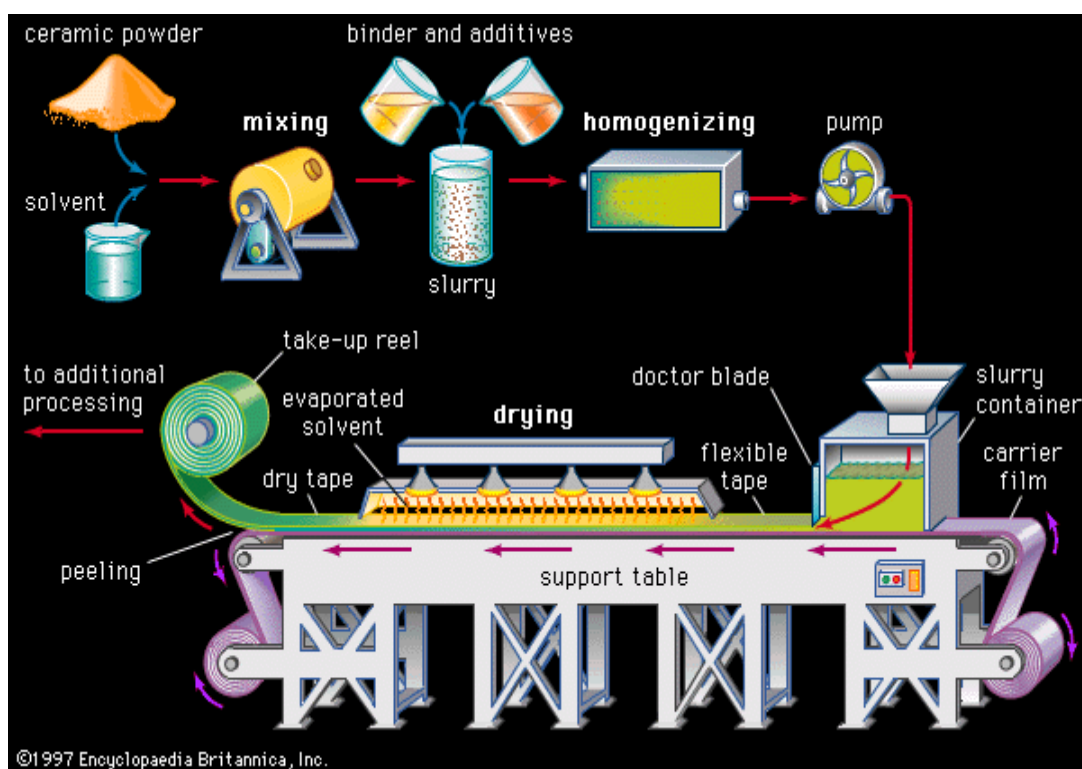 ceramic powder
binder and additives
mixing
homogenizing
pump
solvent
slurry
take-up reel
to additional
processing
evaporated
solvent
drying
doctor blade
slurry
container
dry tape
flexible
tape
carrier
film
peeling
support table
©1997 Encyclopaedia Britannica, Inc.